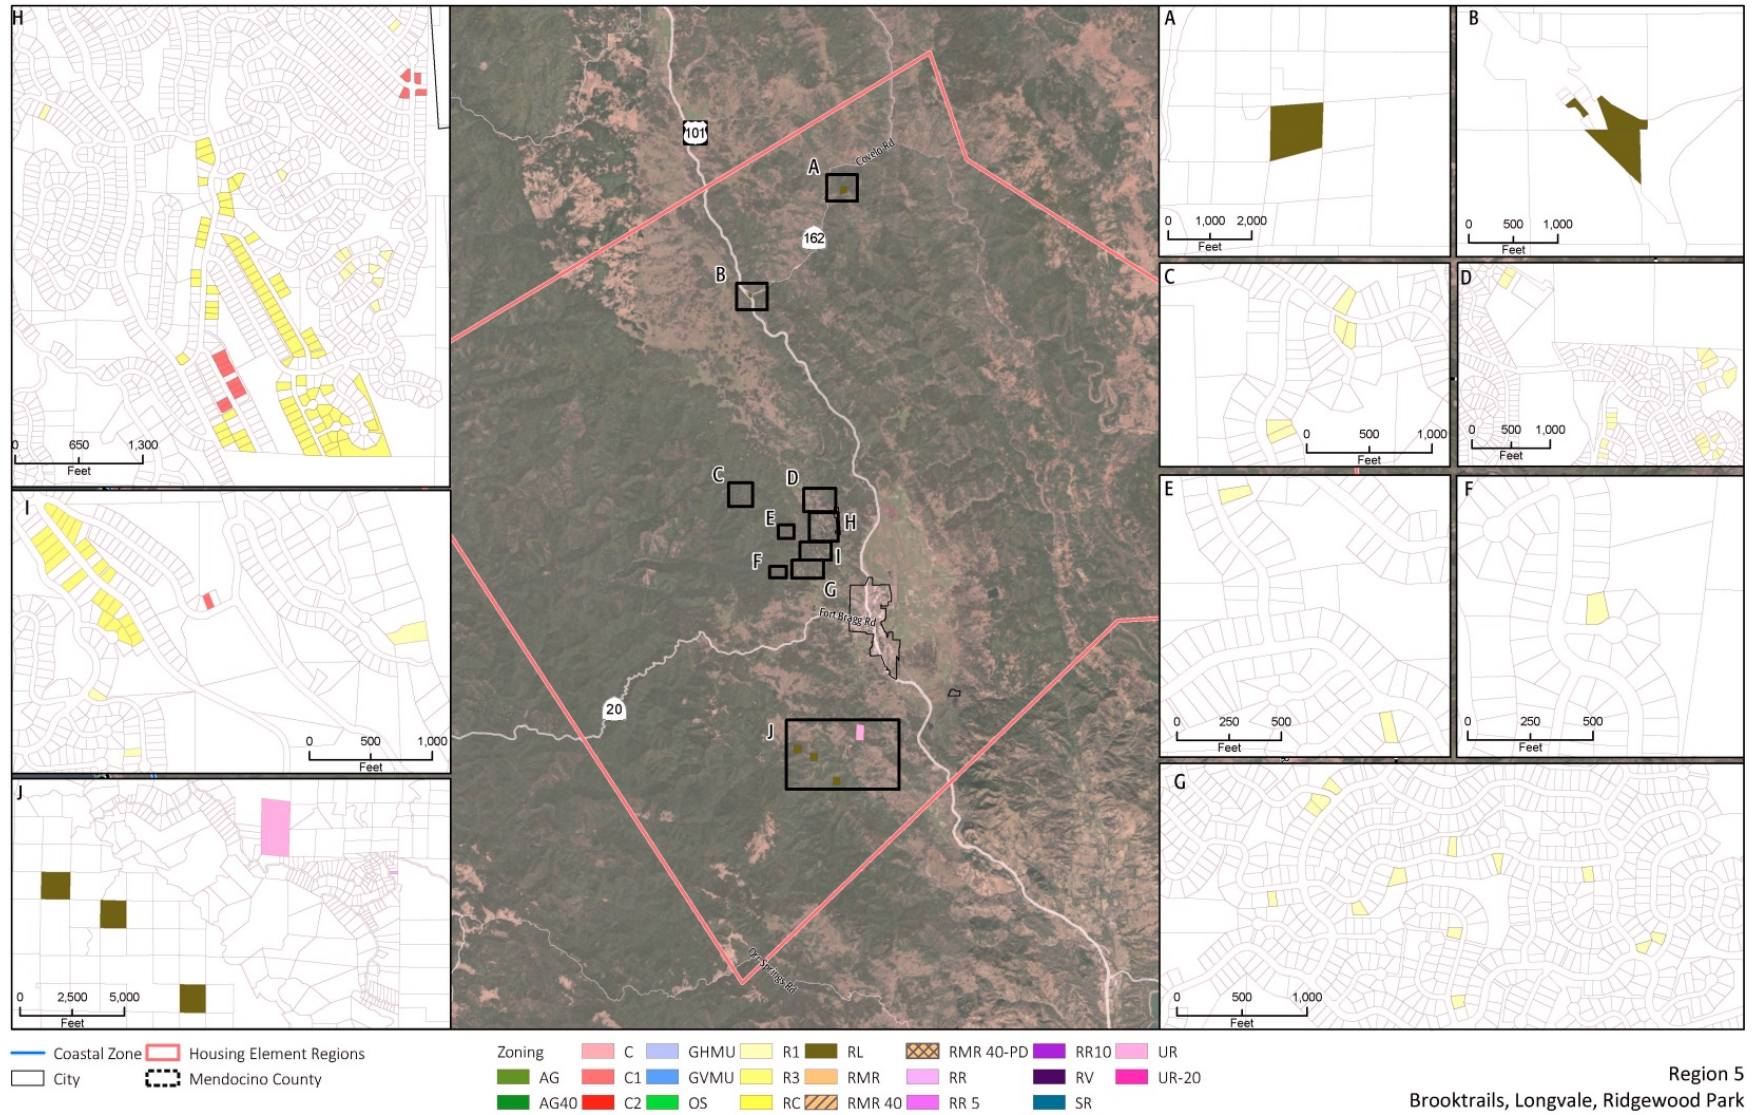 H
A
B
101
Covelo Rd
A
162
B
0 1,000 2,000
Feet
0 500 1,000
Feet
C
D
0 650 1,300
Feet
0 500 1,000
Feet
0 500 1,000
Feet
I
C
D
E
H
I
F
G
Fort Bragg Rd
E
F
20
J
0 250 500
Feet
0 250 500
Feet
0 500 1,000
Feet
J
G
0 2,500 5,000
Feet
Orr Springs Rd
0 500 1,000
Feet
Coastal Zone
Housing Element Regions
City
Mendocino County
Zoning C GHMU R1 RL RMR 40-PD RR10 UR
AG C1 GVMU R3 RMR RR RV UR-20
AG40 C2 OS RC RMR 40 RR 5 SR
Region 5
Brooktrails, Longvale, Ridgewood Park